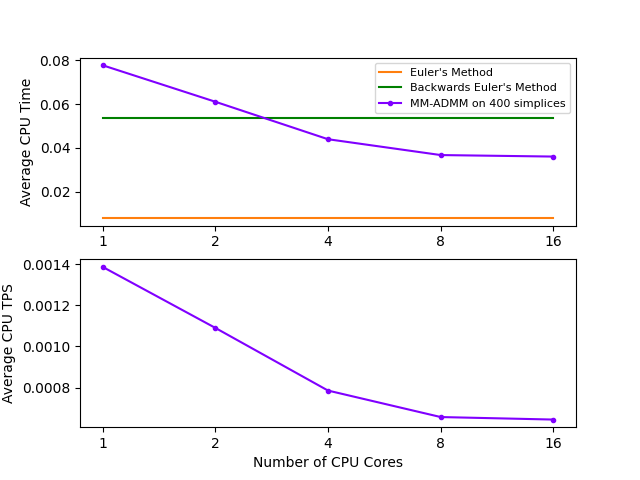 0.08
0.06
0.04
0.02
Average CPU Time
Euler's Method
Backwards Euler's Method
MM-ADMM on 400 simplices
1 2 4 8 16
0.0014
0.0012
0.0010
0.0008
Average CPU TPS
1 2 4 8 16
Number of CPU Cores